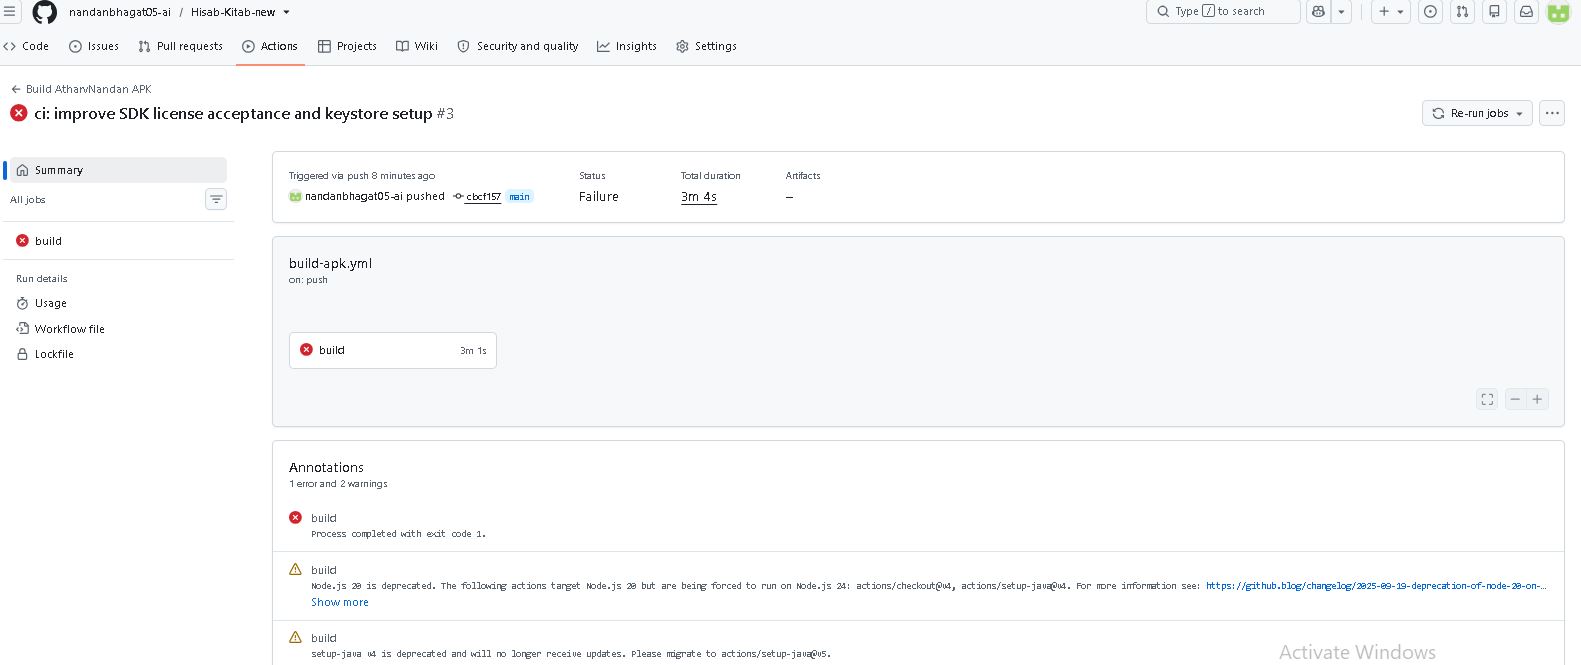 nandanbhagat05-ai / Hisab-Kitab-new
Type / to search
Code Issues Pull requests Actions Projects Wiki Security and quality Insights Settings
Build AtharvNandan APK
ci: improve SDK license acceptance and keystore setup #3
Re-run jobs
Summary
All jobs
build
Run details
Usage
Workflow file
Lockfile
Triggered via push 8 minutes ago
nandanbhagat05-ai pushed cbcf157 main
Status
Failure
Total duration
3m 4s
Artifacts
–
build-apk.yml
on: push
build 3m 1s
Annotations
1 error and 2 warnings
build
Process completed with exit code 1.
build
Node.js 20 is deprecated. The following actions target Node.js 20 but are being forced to run on Node.js 24: actions/checkout@v4, actions/setup-java@v4. For more information see: https://github.blog/changelog/2025-09-19-deprecation-of-node-20-on-…
Show more
build
setup-java v4 is deprecated and will no longer receive updates. Please migrate to actions/setup-java@v5.
Activate Windows